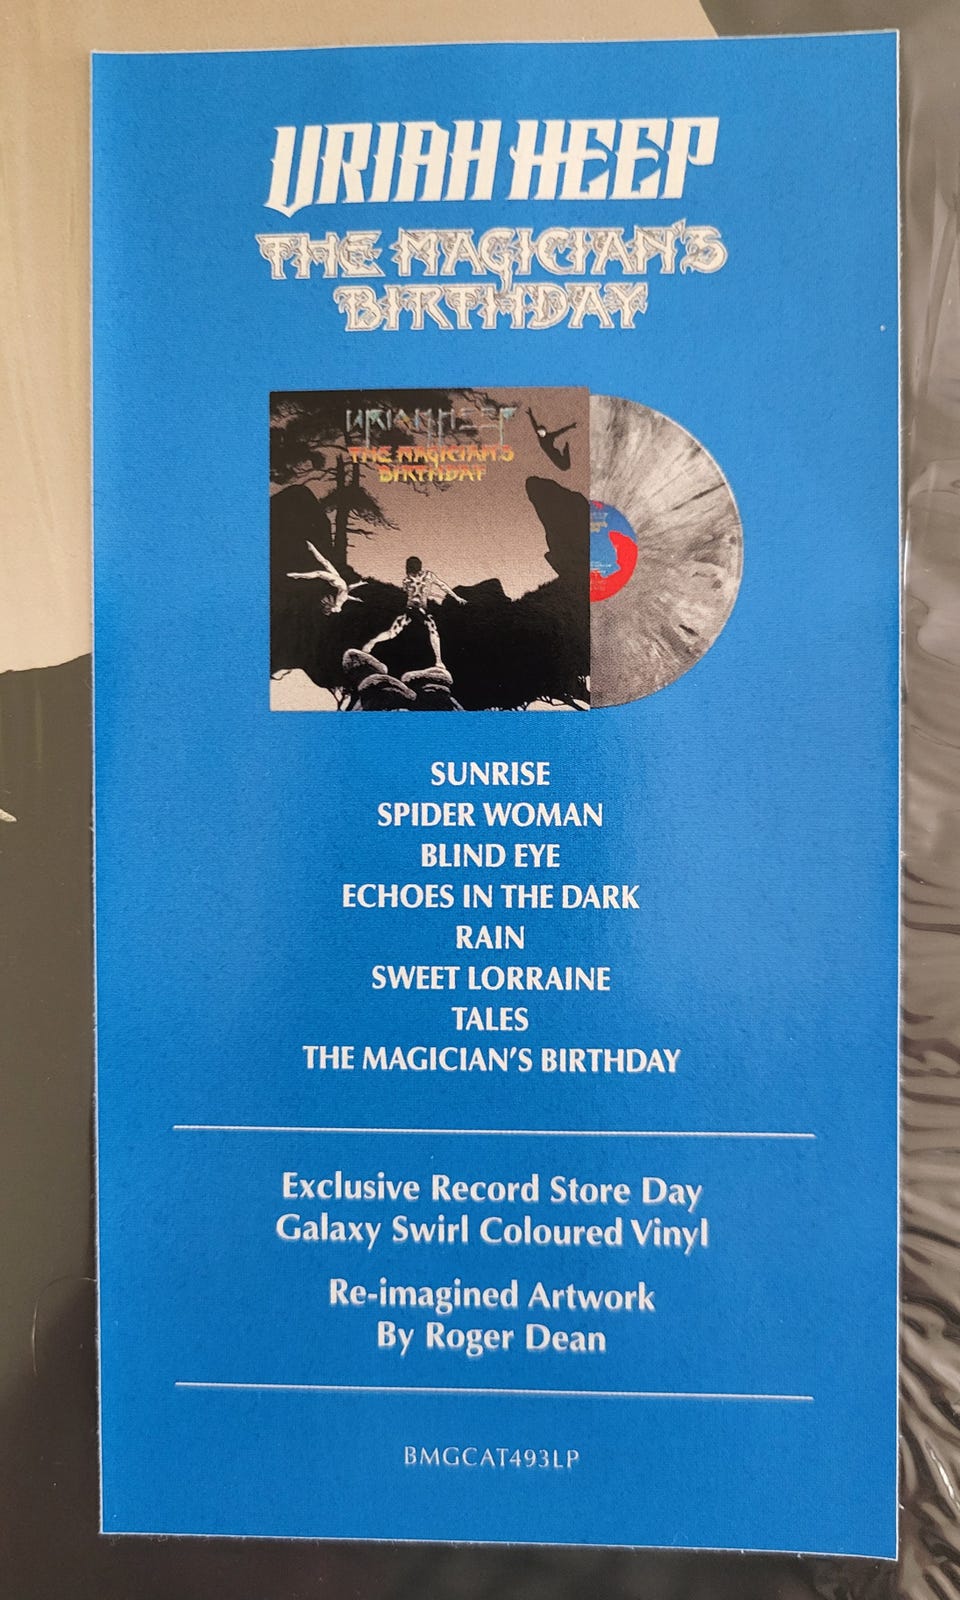 URIAH HEEP
THE MAGICIAN'S
BIRTHDAY
URIAH HEEP
THE MAGICIAN'S
BIRTHDAY
SUNRISE
SPIDER WOMAN
BLIND EYE
ECHOES IN THE DARK
RAIN
SWEET LORRAINE
TALES
THE MAGICIAN'S BIRTHDAY
Exclusive Record Store Day
Galaxy Swirl Coloured Vinyl
Re-imagined Artwork
By Roger Dean
BMGCAT493LP